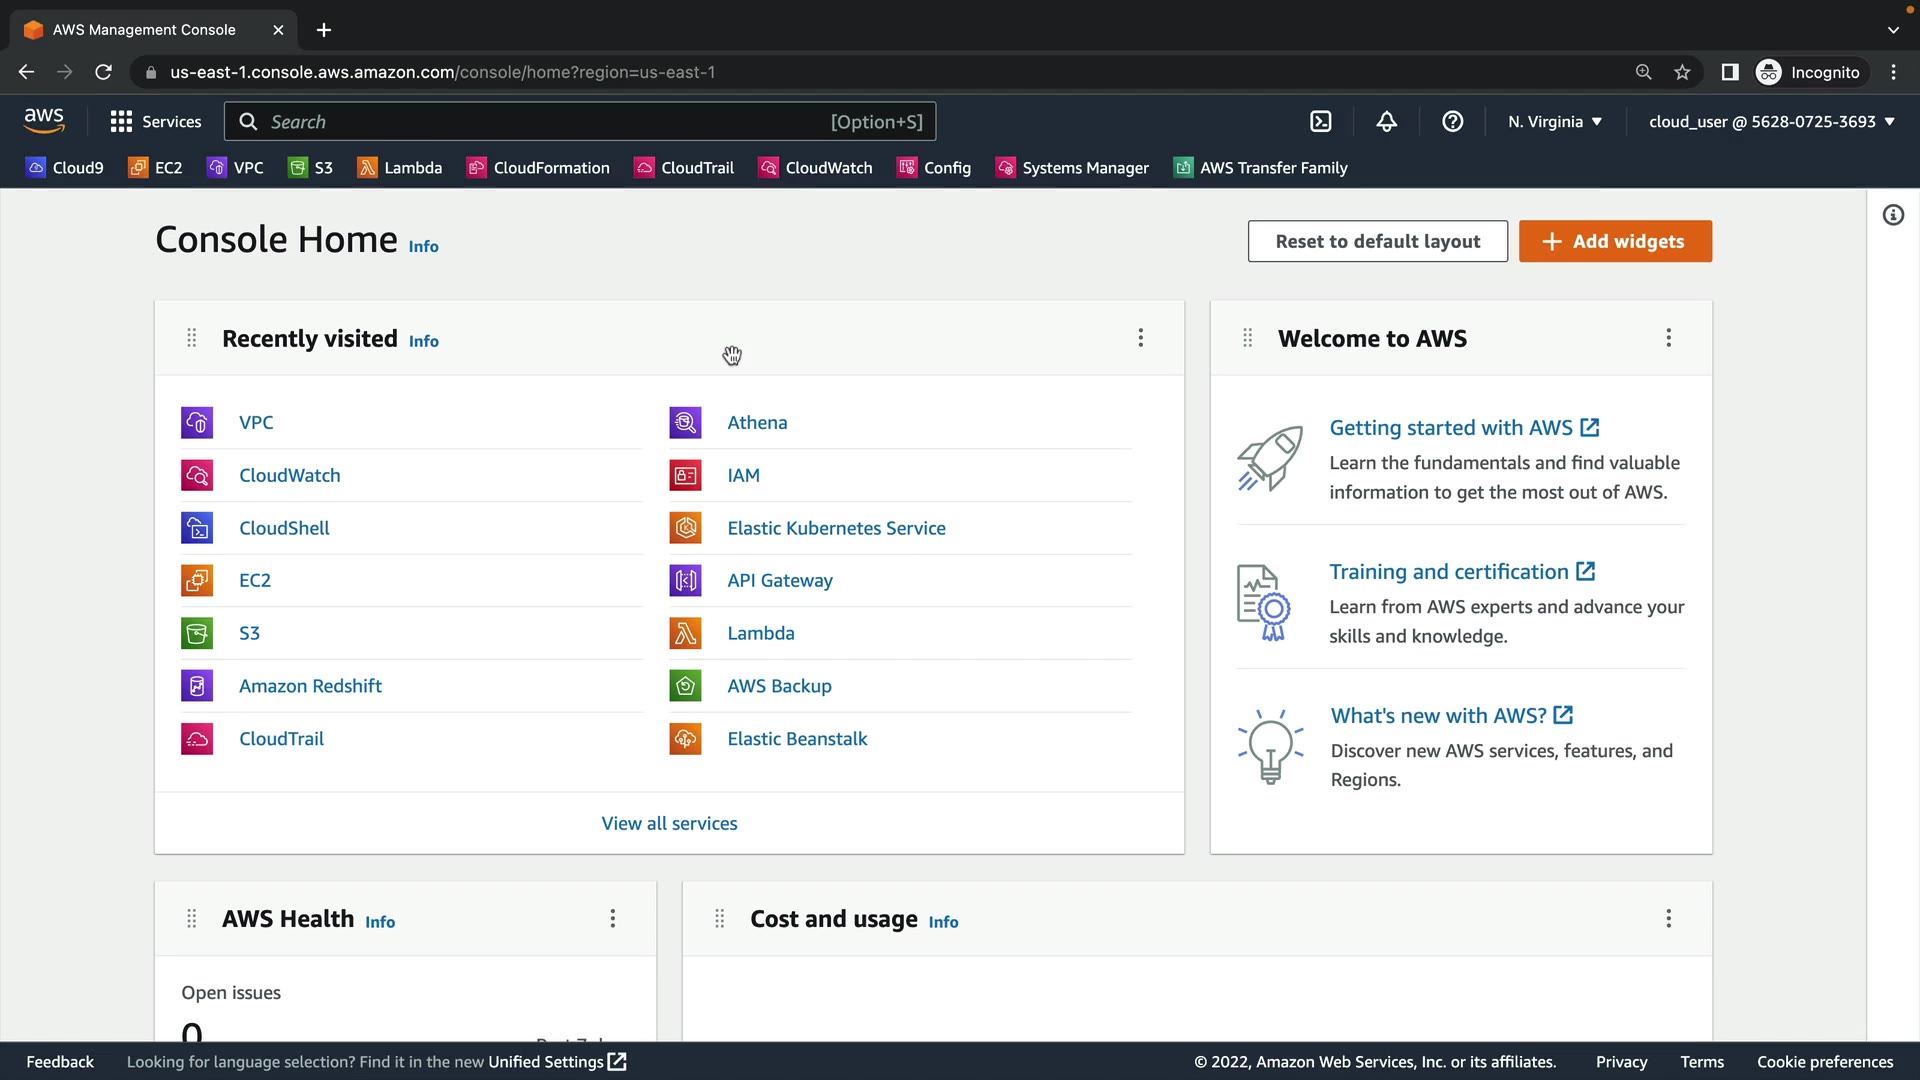 AWS Management Console
us-east-1.console.aws.amazon.com/console/home?region=us-east-1
Incognito
aws
Services
Search
[Option+S]
N. Virginia
cloud_user @ 5628-0725-3693
Cloud9
EC2
VPC
S3
Lambda
CloudFormation
CloudTrail
CloudWatch
Config
Systems Manager
AWS Transfer Family
Console Home Info
Reset to default layout
Add widgets
Recently visited Info
VPC
CloudWatch
CloudShell
EC2
S3
Amazon Redshift
CloudTrail
Athena
IAM
Elastic Kubernetes Service
API Gateway
Lambda
AWS Backup
Elastic Beanstalk
View all services
Welcome to AWS
Getting started with AWS
Learn the fundamentals and find valuable
information to get the most out of AWS.
Training and certification
Learn from AWS experts and advance your
skills and knowledge.
What's new with AWS?
Discover new AWS services, features, and
Regions.
AWS Health Info
Open issues
0
Cost and usage Info
Feedback
Looking for language selection? Find it in the new Unified Settings
© 2022, Amazon Web Services, Inc. or its affiliates.
Privacy
Terms
Cookie preferences